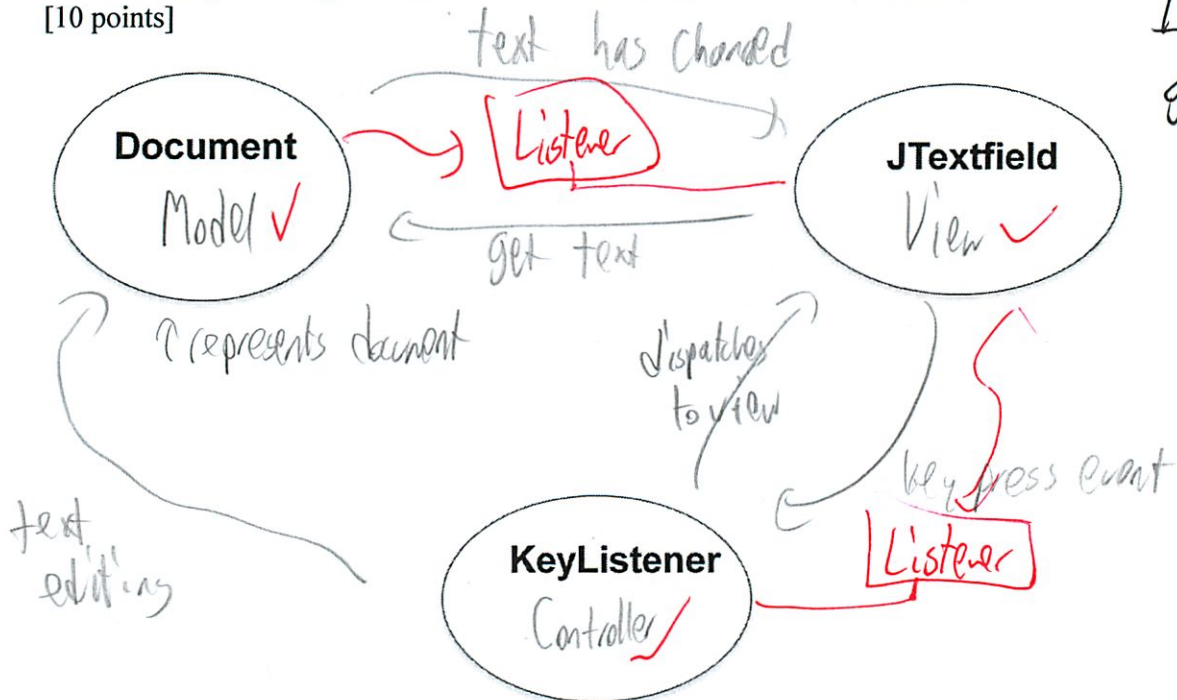 [10 points]
text has changed
Document
Model
Listener
JTextfield
View
get text
represents document
dispatches
to view
key press event
text
editing
KeyListener
Controller
Listener